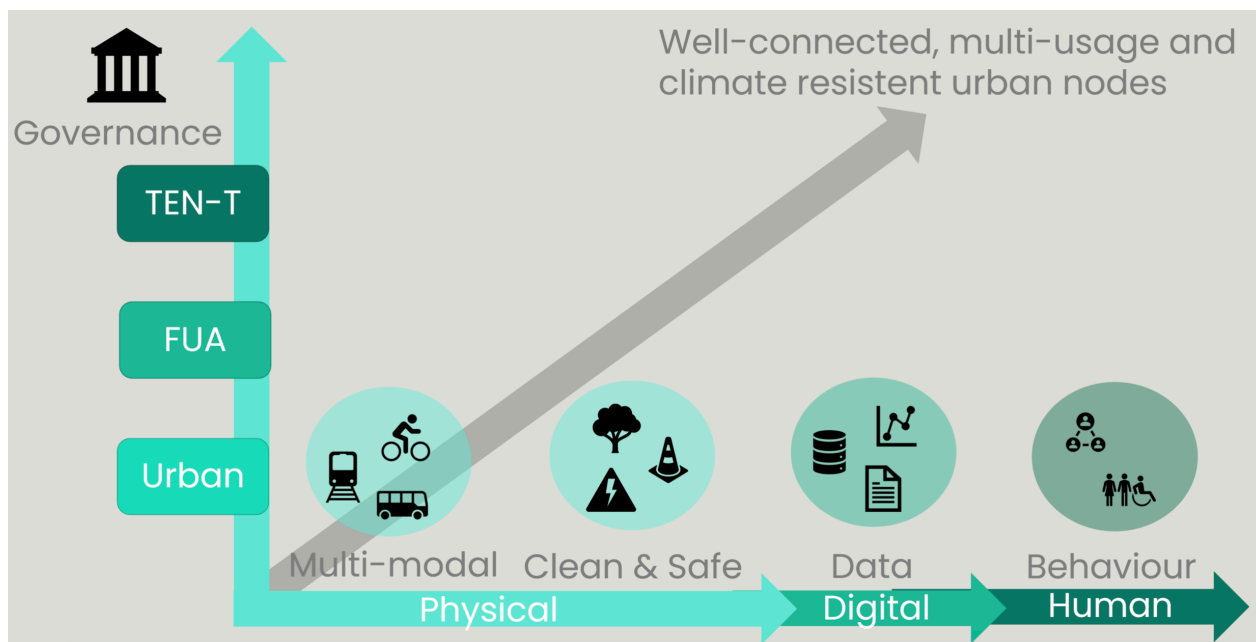 Well-connected, multi-usage and
climate resistent urban nodes
Governance
TEN-T
FUA
Urban
Multi-modal
Clean & Safe
Data
Behaviour
Physical
Digital
Human